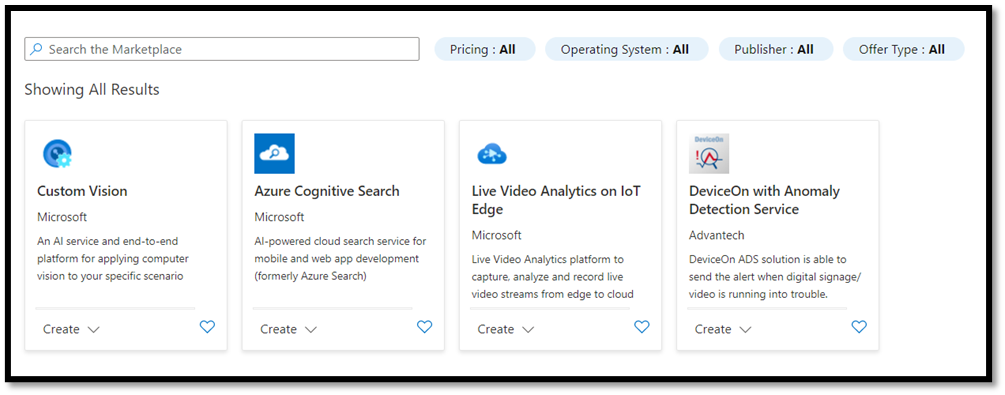 Search the Marketplace
Pricing : All
Operating System : All
Publisher : All
Offer Type : All
Showing All Results
Custom Vision
Microsoft
An AI service and end-to-end
platform for applying computer
vision to your specific scenario
Create
Azure Cognitive Search
Microsoft
AI-powered cloud search service for
mobile and web app development
(formerly Azure Search)
Create
Live Video Analytics on IoT
Edge
Microsoft
Live Video Analytics platform to
capture, analyze and record live
video streams from edge to cloud
Create
DeviceOn
DeviceOn with Anomaly
Detection Service
Advantech
DeviceOn ADS solution is able to
send the alert when digital signage/
video is running into trouble.
Create